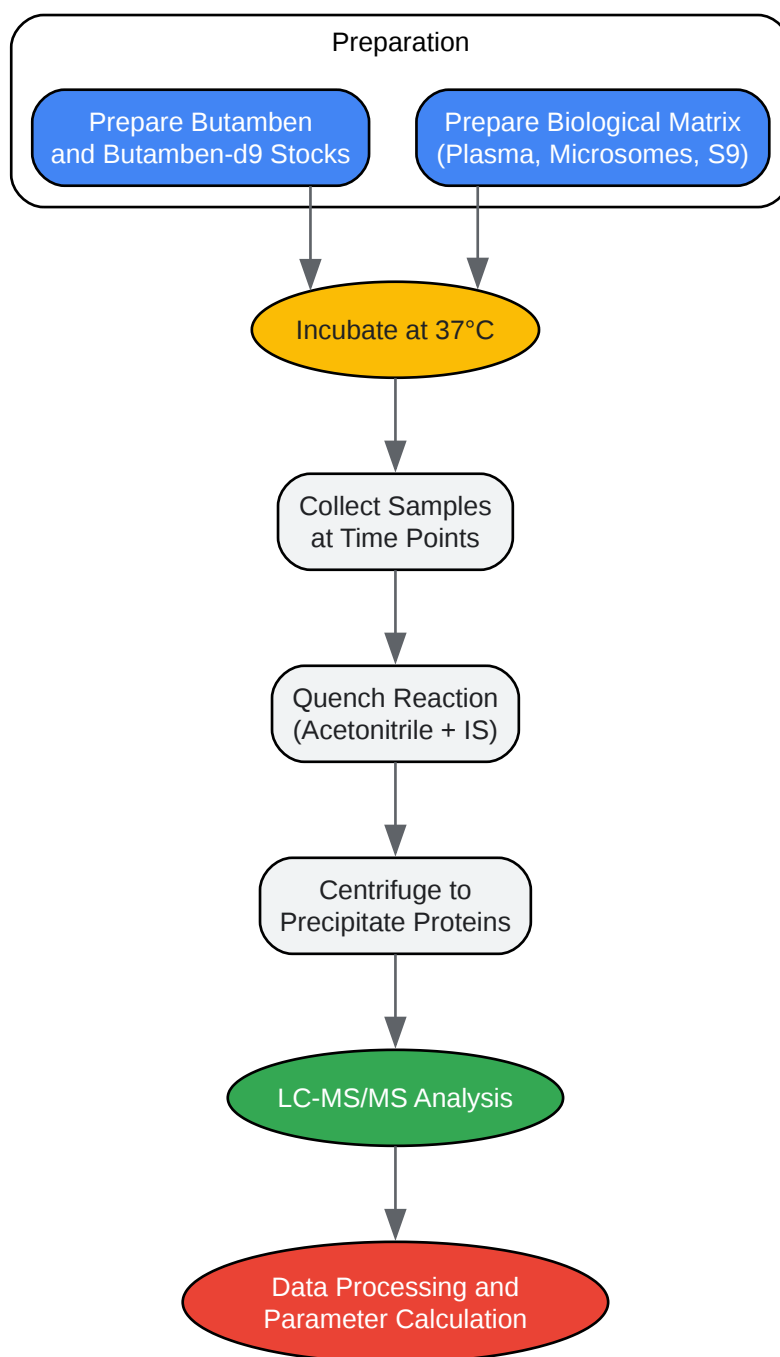 Preparation
Prepare Butamben
and Butamben-d9 Stocks
Prepare Biological Matrix
(Plasma, Microsomes, S9)
Incubate at 37°C
Collect Samples
at Time Points
Quench Reaction
(Acetonitrile + IS)
Centrifuge to
Precipitate Proteins
LC-MS/MS Analysis
Data Processing and
Parameter Calculation